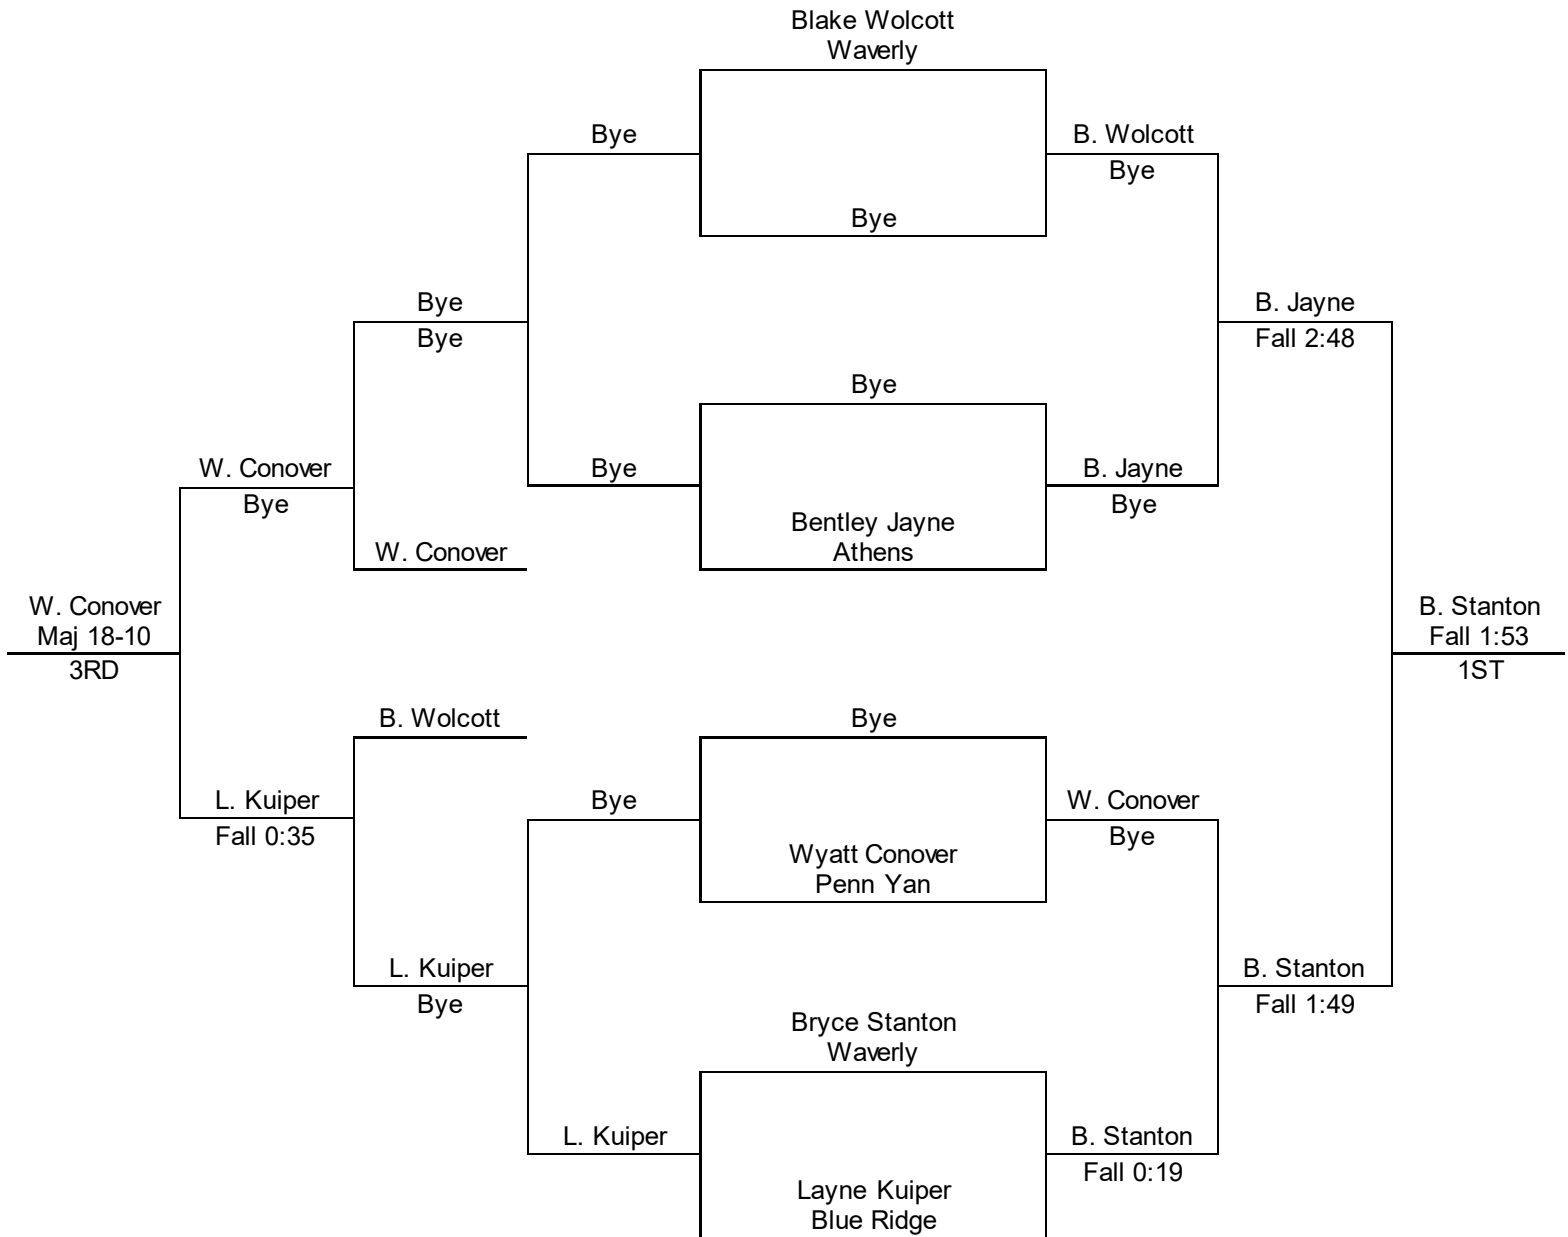 Blake Wolcott
Waverly
Bye
B. Wolcott
Bye
Bye
Bye
B. Jayne
Bye
Fall 2:48
Bye
W. Conover
Bye
B. Jayne
Bye
Bye
Bentley Jayne
W. Conover
Athens
W. Conover
B. Stanton
Maj 18-10
Fall 1:53
3RD
1ST
B. Wolcott
Bye
L. Kuiper
Bye
W. Conover
Fall 0:35
Bye
Wyatt Conover
Penn Yan
L. Kuiper
B. Stanton
Bye
Fall 1:49
Bryce Stanton
Waverly
L. Kuiper
B. Stanton
Fall 0:19
Layne Kuiper
Blue Ridge